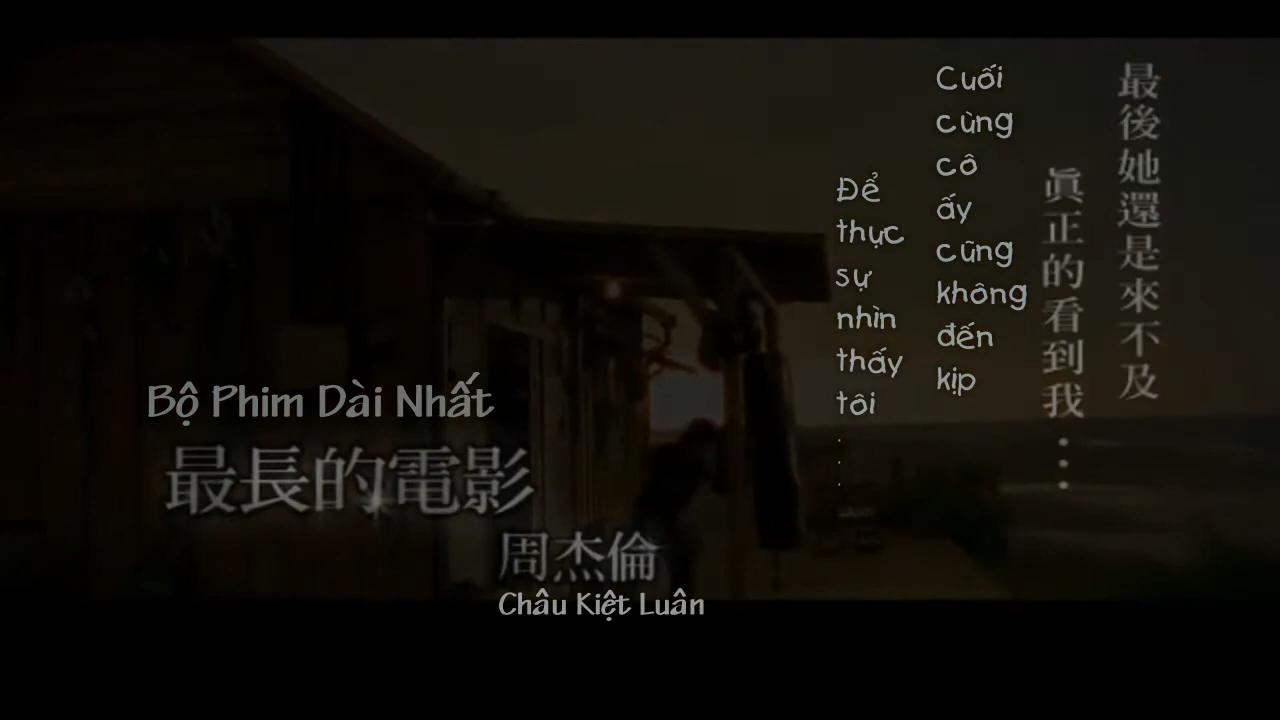 最後她還是來不及
眞正的看到我...
Cuối cùng cô ấy cũng không đến kịp
Để thực sự nhìn thấy tôi...
Bộ Phim Dài Nhất
最長的電影
周杰倫
Châu Kiệt Luân